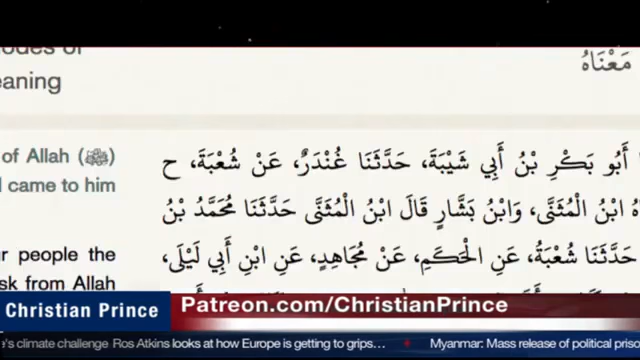 odes of
eaning
مَعْنَاهُ
of Allah (ﷺ)
l came to him
ur people the
sk from Allah
أَبُو بَكْرِ بْنُ أَبِي شَيْبَةَ، حَدَّثَنَا غُنْدَرٌ، عَنْ شُعْبَةَ، ح
ابْنُ الْمُثَنَّى، وَابْنُ بَشَّارٍ قَالَ ابْنُ الْمُثَنَّى حَدَّثَنَا مُحَمَّدُ بْنُ
حَدَّثَنَا شُعْبَةُ، عَنِ الْحَكَمِ، عَنْ مُجَاهِدٍ، عَنِ ابْنِ أَبِي لَيْلَى،
Christian Prince
Patreon.com/ChristianPrince
's climate challenge Ros Atkins looks at how Europe is getting to grips... Myanmar: Mass release of political priso